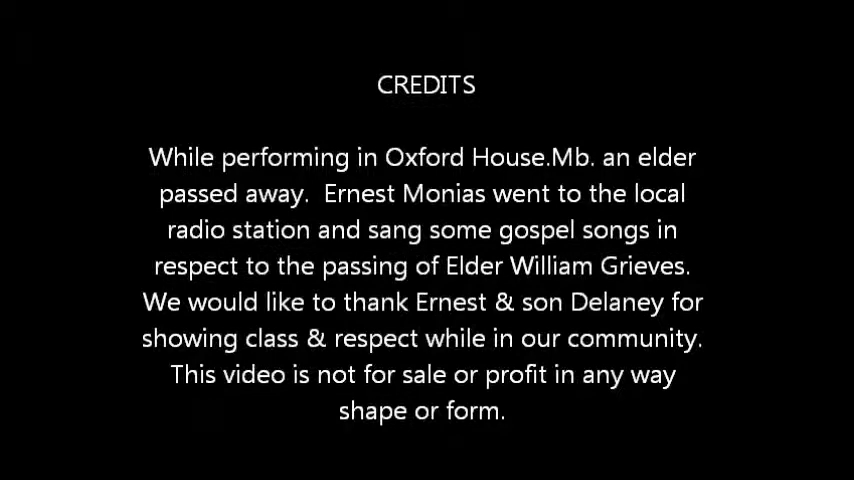 CREDITS
While performing in Oxford House.Mb. an elder
passed away.  Ernest Monias went to the local
radio station and sang some gospel songs in
respect to the passing of Elder William Grieves.
We would like to thank Ernest & son Delaney for
showing class & respect while in our community.
This video is not for sale or profit in any way
shape or form.